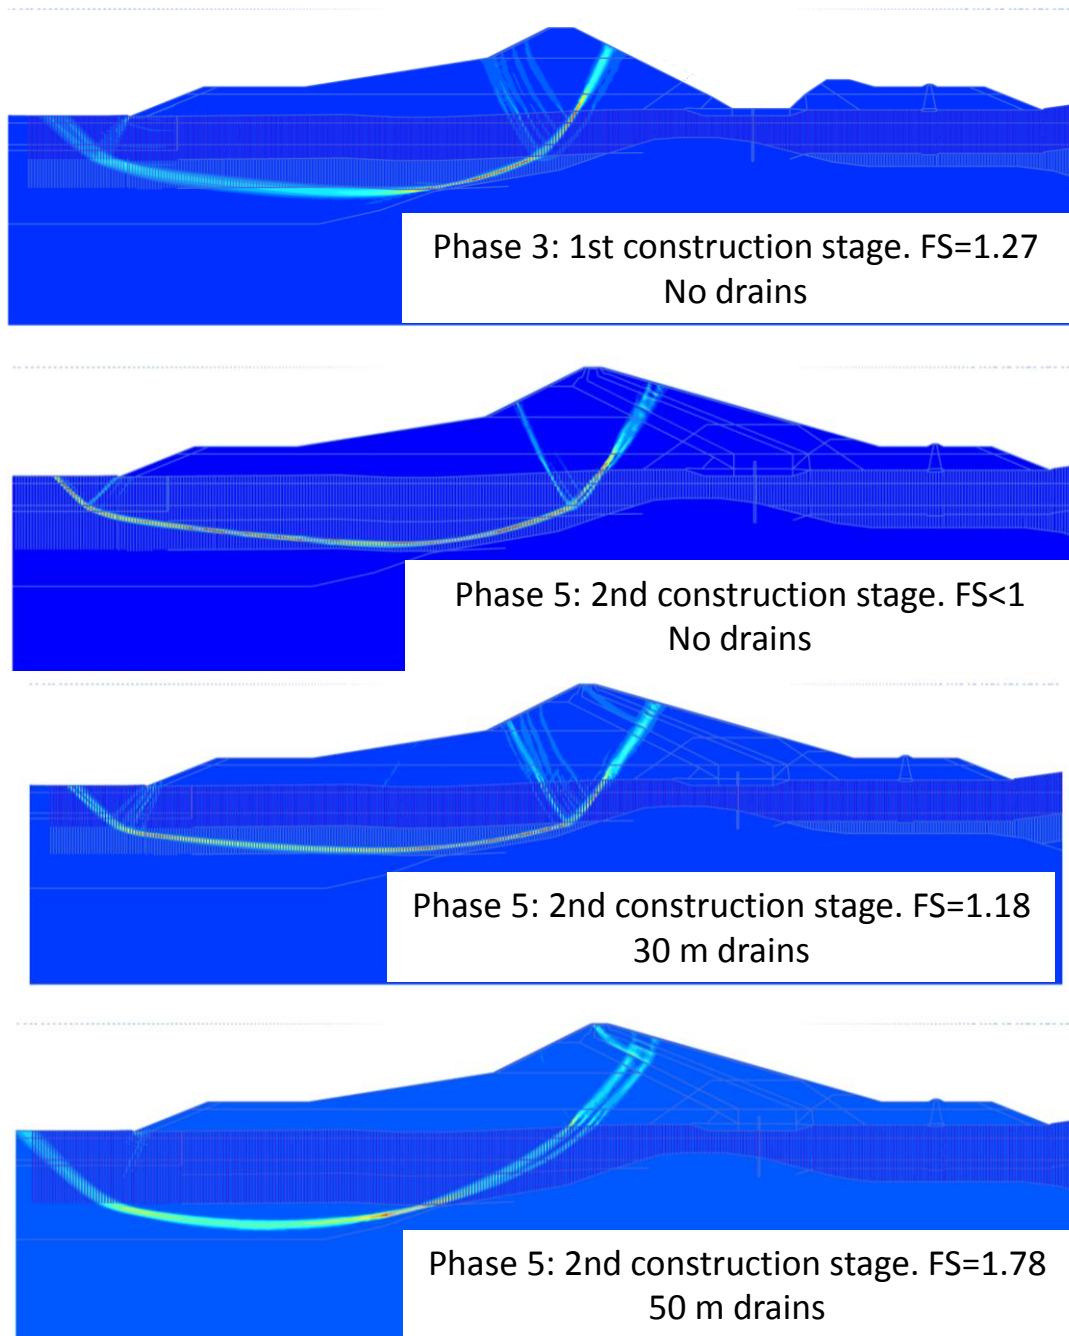 Phase 3: 1st construction stage. FS=1.27
No drains
Phase 5: 2nd construction stage. FS<1
No drains
Phase 5: 2nd construction stage. FS=1.18
30 m drains
Phase 5: 2nd construction stage. FS=1.78
50 m drains